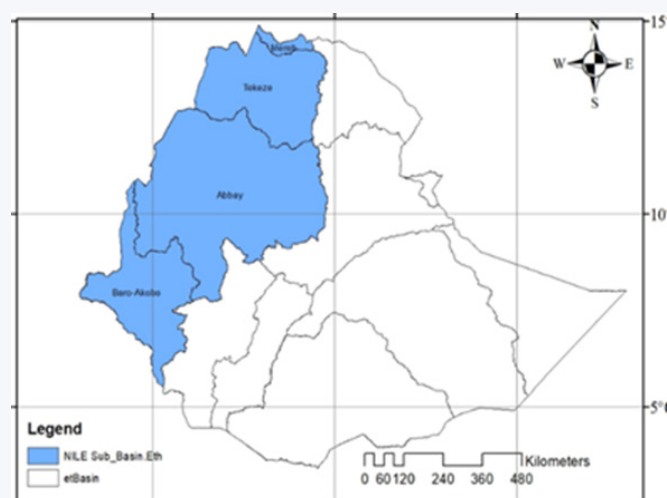 15°
N
W E
S
Mereb
Tekeze
Abbay
10°
Baro-Akobo
5°0
Legend
NILE Sub_Basin.Eth
etBasin
Kilometers
0 60 120 240 360 480